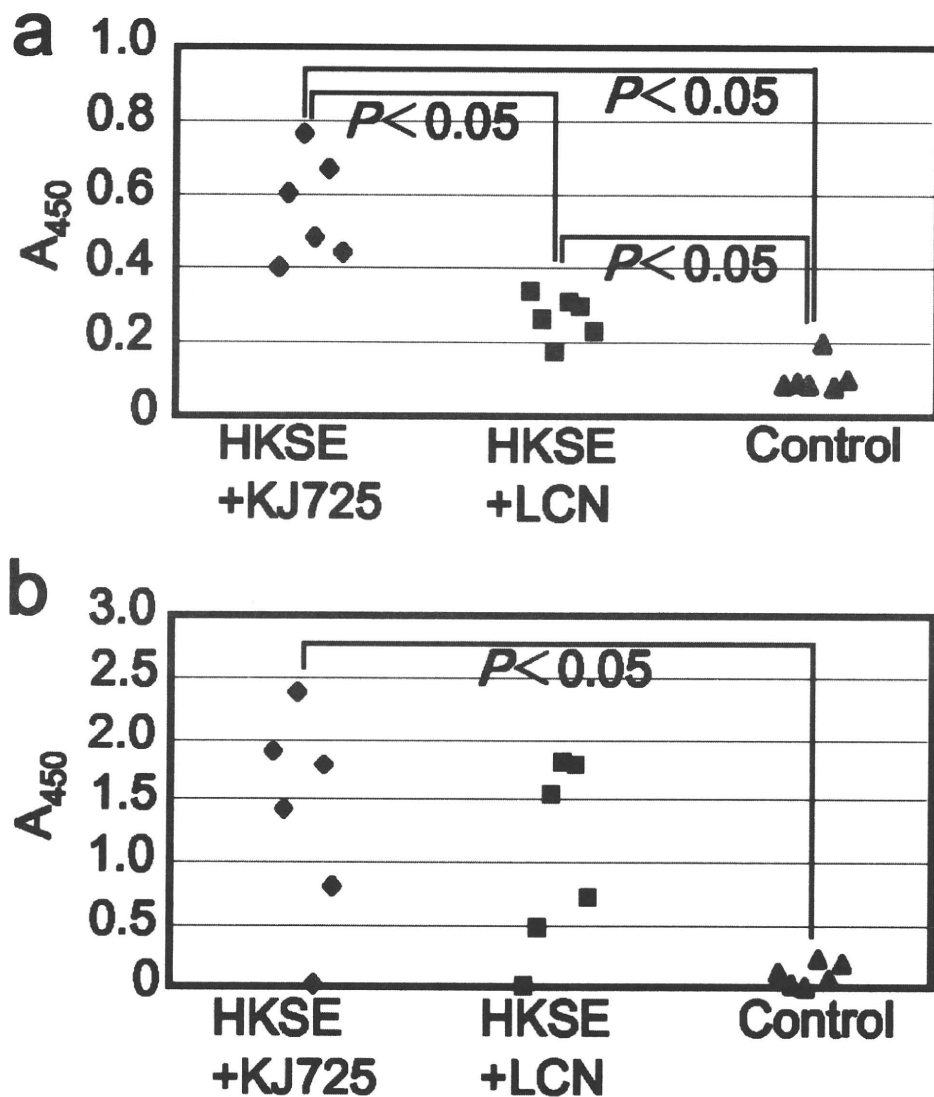 a
1.0
0.8
0.6
0.4
0.2
0
A450
P<0.05
P<0.05
P<0.05
HKSE
+KJ725
HKSE
+LCN
Control
b
3.0
2.5
2.0
1.5
1.0
0.5
0
A450
P<0.05
HKSE
+KJ725
HKSE
+LCN
Control